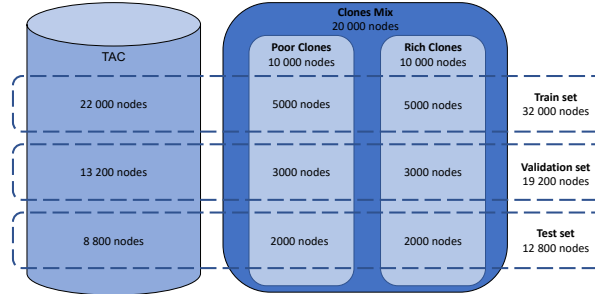 Clones Mix
20 000 nodes
TAC
Poor Clones
10 000 nodes
Rich Clones
10 000 nodes
22 000 nodes
5000 nodes
5000 nodes
Train set
32 000 nodes
13 200 nodes
3000 nodes
3000 nodes
Validation set
19 200 nodes
8 800 nodes
2000 nodes
2000 nodes
Test set
12 800 nodes